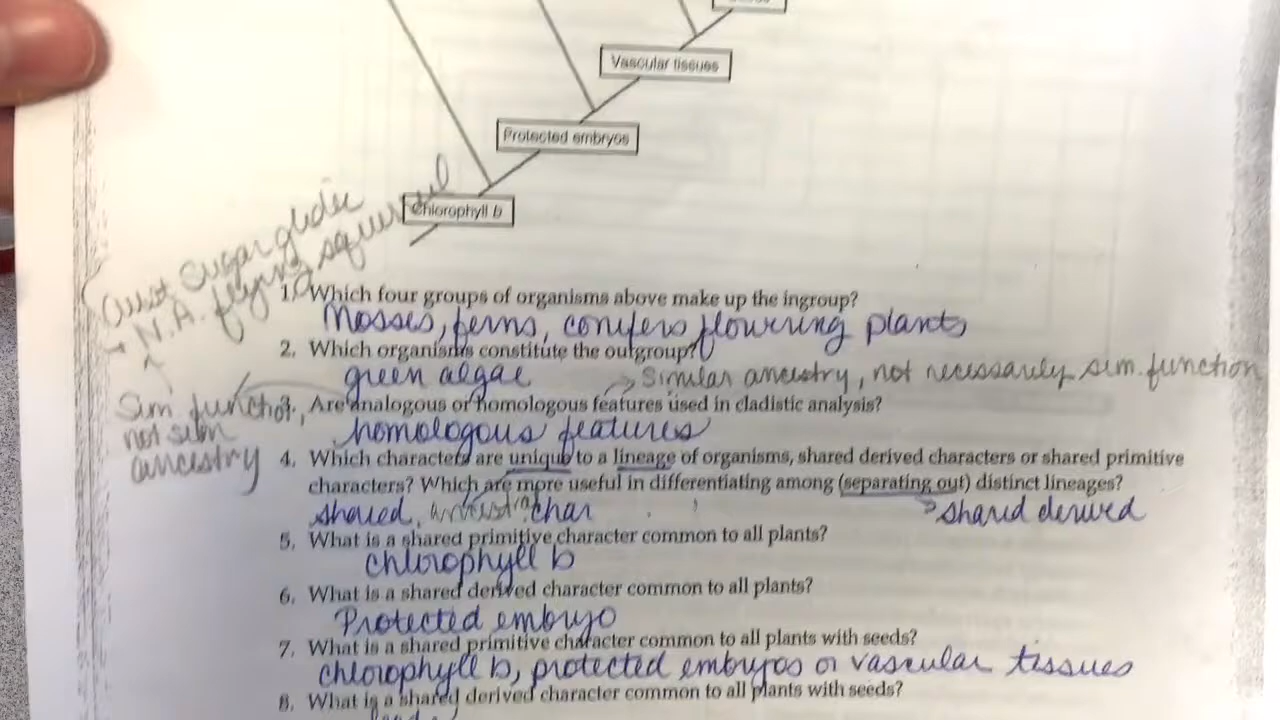 Vascular tissues
Protected embryos
Chlorophyll b
Aust Sugar glider
N.A. flying squirrel
1. Which four groups of organisms above make up the ingroup?
Mosses, ferns, conifers flowering plants
2. Which organisms constitute the outgroup?
green algae
Similar ancestry, not necessarily sim. function
Sim function,
not sim
ancestry
3. Are analogous or homologous features used in cladistic analysis?
homologous features
4. Which characters are unique to a lineage of organisms, shared derived characters or shared primitive
characters? Which are more useful in differentiating among (separating out) distinct lineages?
shared, char
shared derived
5. What is a shared primitive character common to all plants?
chlorophyll b
6. What is a shared derived character common to all plants?
Protected embryo
7. What is a shared primitive character common to all plants with seeds?
chlorophyll b, protected embryos or vascular tissues
8. What is a shared derived character common to all plants with seeds?